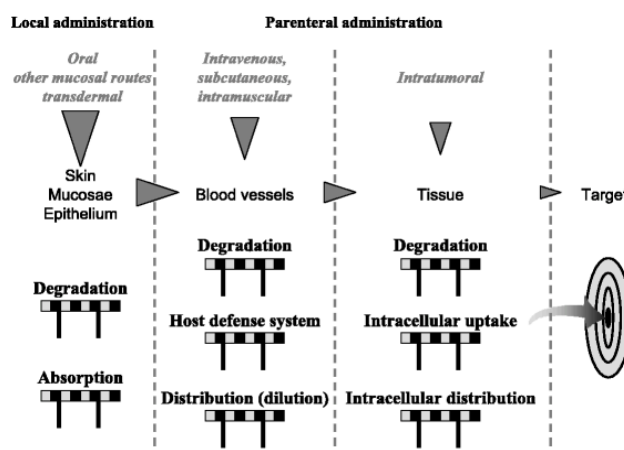 Local administration
Parenteral administration
Oral
other mucosal routes
transdermal
Intravenous,
subcutaneous,
intramuscular
Intratumoral
Skin
Mucosae
Epithelium
Blood vessels
Tissue
Target
Degradation
Absorption
Degradation
Host defense system
Distribution (dilution)
Degradation
Intracellular uptake
Intracellular distribution